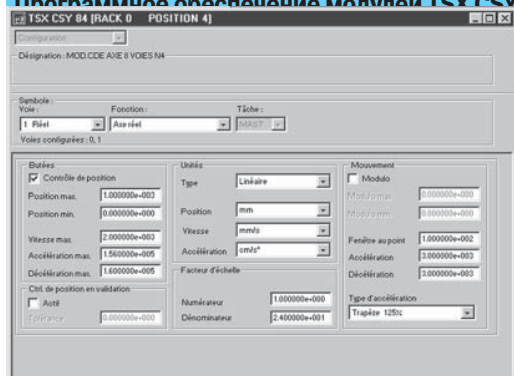 Программное обеспечение модулей TSX CSY
TSX CSY 84 [RACK 0 POSITION 4]
Configuration
Désignation : MOD.CDE AXE 8 VOIES N4
Symbole :
Voie : Fonction : Tâche :
1 Réel Axe réel MAST
Voies configurées : 0, 1
Butées Unités Mouvement
Contrôle de position Type Linéaire Modulo
Position max. 1.000000e+003 Modulo max. 0.000000e+000
Position min. 0.000000e+000 Position mm Modulo min. 0.000000e+000
Vitesse max. 2.000000e+003 Vitesse mm/s Fenêtre au point 1.000000e+002
Accélération max. 1.560000e+005 Accélération cm/s² Accélération 3.000000e+003
Décélération max. 1.600000e+005 Facteur d'échelle Décélération 3.000000e+003
Ctrl. de position en validation
Actif Numérateur 1.000000e+000 Type d'accélération
Tolérance 0.000000e+000 Dénominateur 2.400000e+001 Trapèze 125%